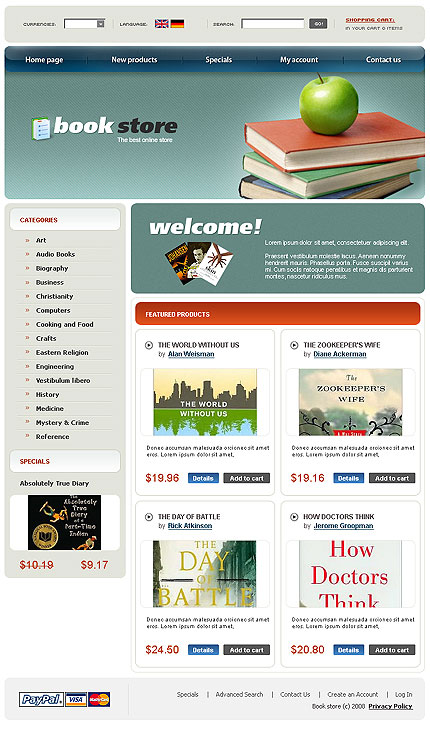 CURRENCIES: LANGUAGE: SEARCH: GO! SHOPPING CART:
IN YOUR CART 0 ITEMS
Home page New products Specials My account Contact us
book store
The best online store
CATEGORIES
Art
Audio Books
Biography
Business
Christianity
Computers
Cooking and Food
Crafts
Eastern Religion
Engineering
Vestibulum libero
History
Medicine
Mystery & Crime
Reference
SPECIALS
Absolutely True Diary
The Absolutely
True
Diary
of a
Part-Time
Indian
$10.19 $9.17
welcome!
Lorem ipsum dolor sit amet, consectetuer adipiscing elit.
Praesent vestibulum molestie lacus. Aenean nonummy
hendrerit mauris. Phasellus porta. Fusce suscipit varius
mi. Cum sociis natoque penatibus et magnis dis parturient
montes, nascetur ridiculus mus.
FEATURED PRODUCTS
THE WORLD WITHOUT US
by Alan Weisman
THE WORLD
WITHOUT US
Donec accumsan malesuada orcionec sit amet
eros. Lorem ipsum dolor sit amet,
$19.96 Details Add to cart
THE ZOOKEEPER'S WIFE
by Diane Ackerman
The
ZOOKEEPER'S
WIFE
Donec accumsan malesuada orcionec sit amet
eros. Lorem ipsum dolor sit amet,
$19.16 Details Add to cart
THE DAY OF BATTLE
by Rick Atkinson
THE
DAY
OF
BATTLE
Donec accumsan malesuada orcionec sit amet
eros. Lorem ipsum dolor sit amet,
$24.50 Details Add to cart
HOW DOCTORS THINK
by Jerome Groopman
How
Doctors
Think
Donec accumsan malesuada orcionec sit amet
eros. Lorem ipsum dolor sit amet,
$20.80 Details Add to cart
PayPal VISA MasterCard
Specials | Advanced Search | Contact Us | Create an Account | Log In
Book store (c) 2008 Privacy Policy